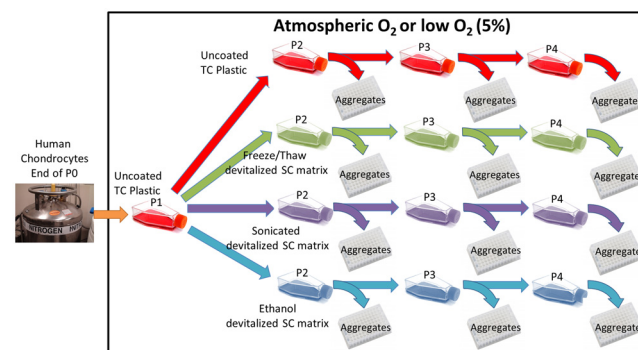 Atmospheric O₂ or low O₂ (5%)
Uncoated
TC Plastic
P2
P3
P4
Aggregates
Aggregates
Aggregates
Human
Chondrocytes
End of P0
NITROGEN
Uncoated
TC Plastic
P1
P2
P3
P4
Freeze/Thaw
devitalized SC matrix
Aggregates
Aggregates
Aggregates
P2
P3
P4
Sonicated
devitalized SC matrix
Aggregates
Aggregates
Aggregates
P2
P3
P4
Ethanol
devitalized SC matrix
Aggregates
Aggregates
Aggregates